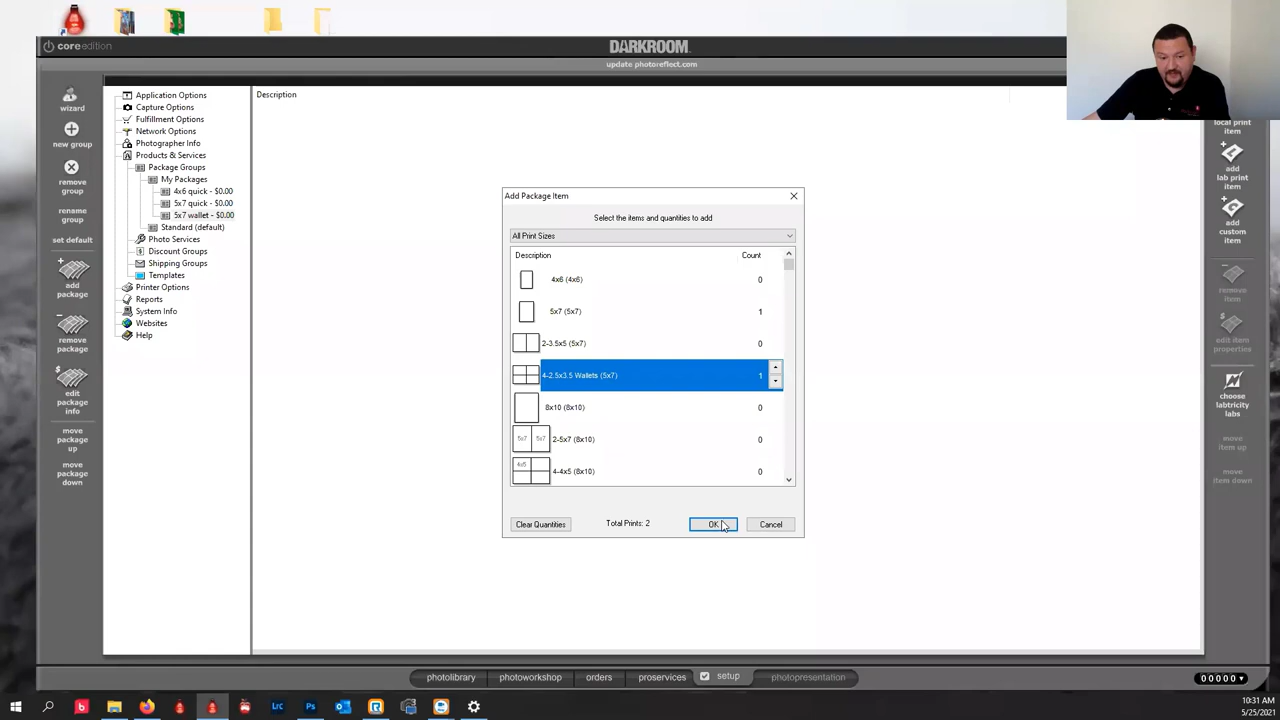 core edition
DARKROOM
update photoreflect.com
wizard
new group
remove group
rename group
set default
add package
remove package
edit package info
move package up
move package down
Application Options
Capture Options
Fulfillment Options
Network Options
Photographer Info
Products & Services
Package Groups
My Packages
4x6 quick - $0.00
5x7 quick - $0.00
5x7 wallet - $0.00
Standard (default)
Photo Services
Discount Groups
Shipping Groups
Templates
Printer Options
Reports
System Info
Websites
Help
Description
Add Package Item
Select the items and quantities to add
All Print Sizes
Description Count
4x6 (4x6) 0
5x7 (5x7) 1
2-3.5x5 (5x7) 0
4-2.5x3.5 Wallets (5x7) 1
8x10 (8x10) 0
5x7 5x7 2-5x7 (8x10) 0
4x5 4-4x5 (8x10) 0
Clear Quantities Total Prints: 2 OK Cancel
local print item
add lab print item
add custom item
remove item
edit item properties
choose labtricity labs
move item up
move item down
photolibrary photoworkshop orders proservices setup photopresentation 00000
b LrC Ps
10:31 AM
5/25/2021